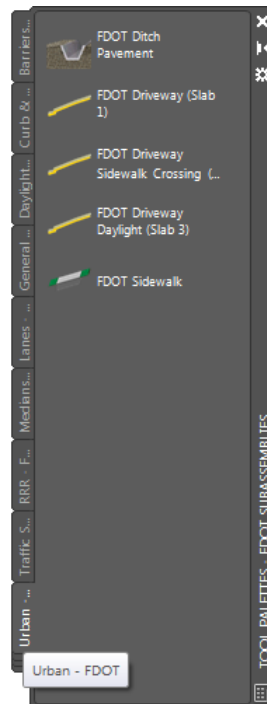 FDOT Ditch
Pavement
FDOT Driveway (Slab
1)
FDOT Driveway
Sidewalk Crossing (...
FDOT Driveway
Daylight (Slab 3)
FDOT Sidewalk
Barriers...
Curb & ...
Daylight...
General ...
Lanes - ...
Medians...
RRR - F...
Traffic S...
Urban -...
Urban - FDOT
TOOL PALETTES - FDOT SUBASSEMBLIES